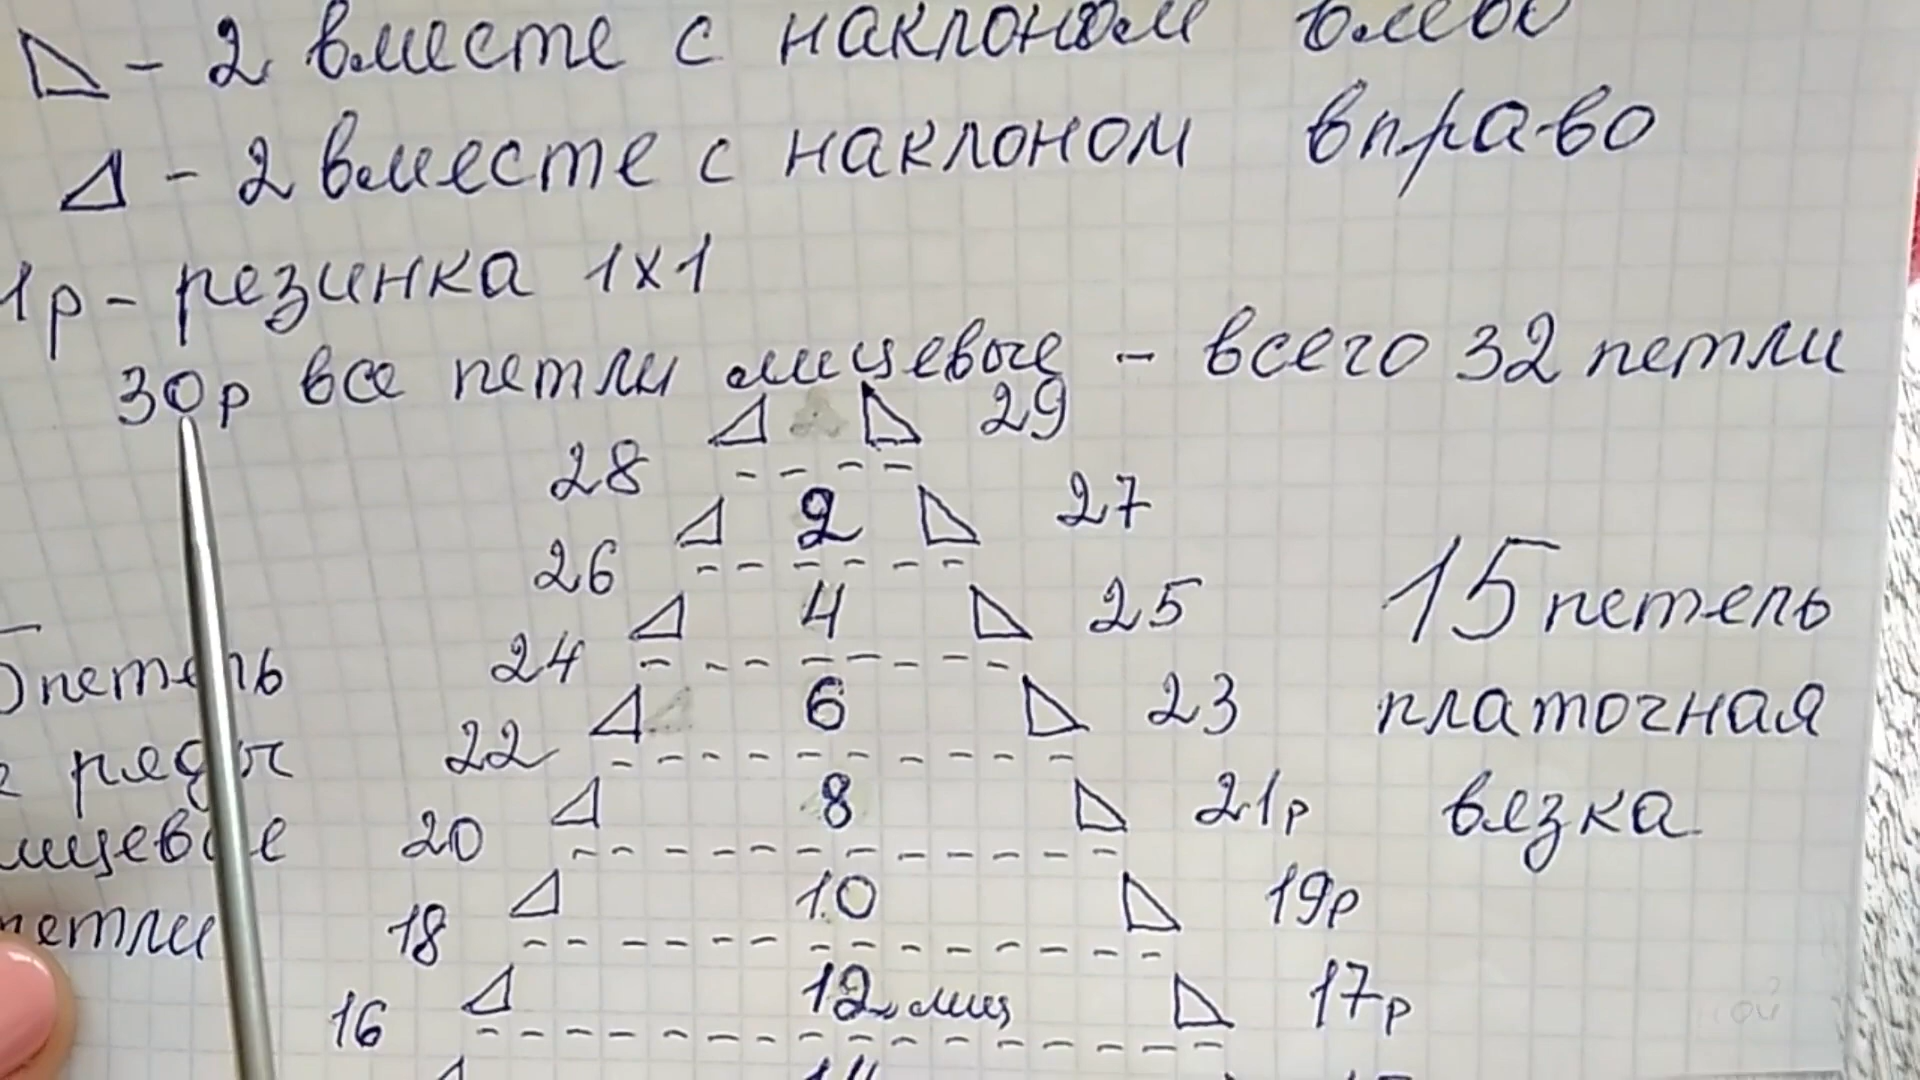 - 2 вместе с наклоном влево
- 2 вместе с наклоном вправо
1р - резинка 1х1
30р все петли лицевые - всего 32 петли
29
28
2 27
26
4 25
24
6 23
22
8 21р
20
10 19р
18
12 лиц 17р
16
14
петель
ряды
петли
15 петель
платочная
вязка